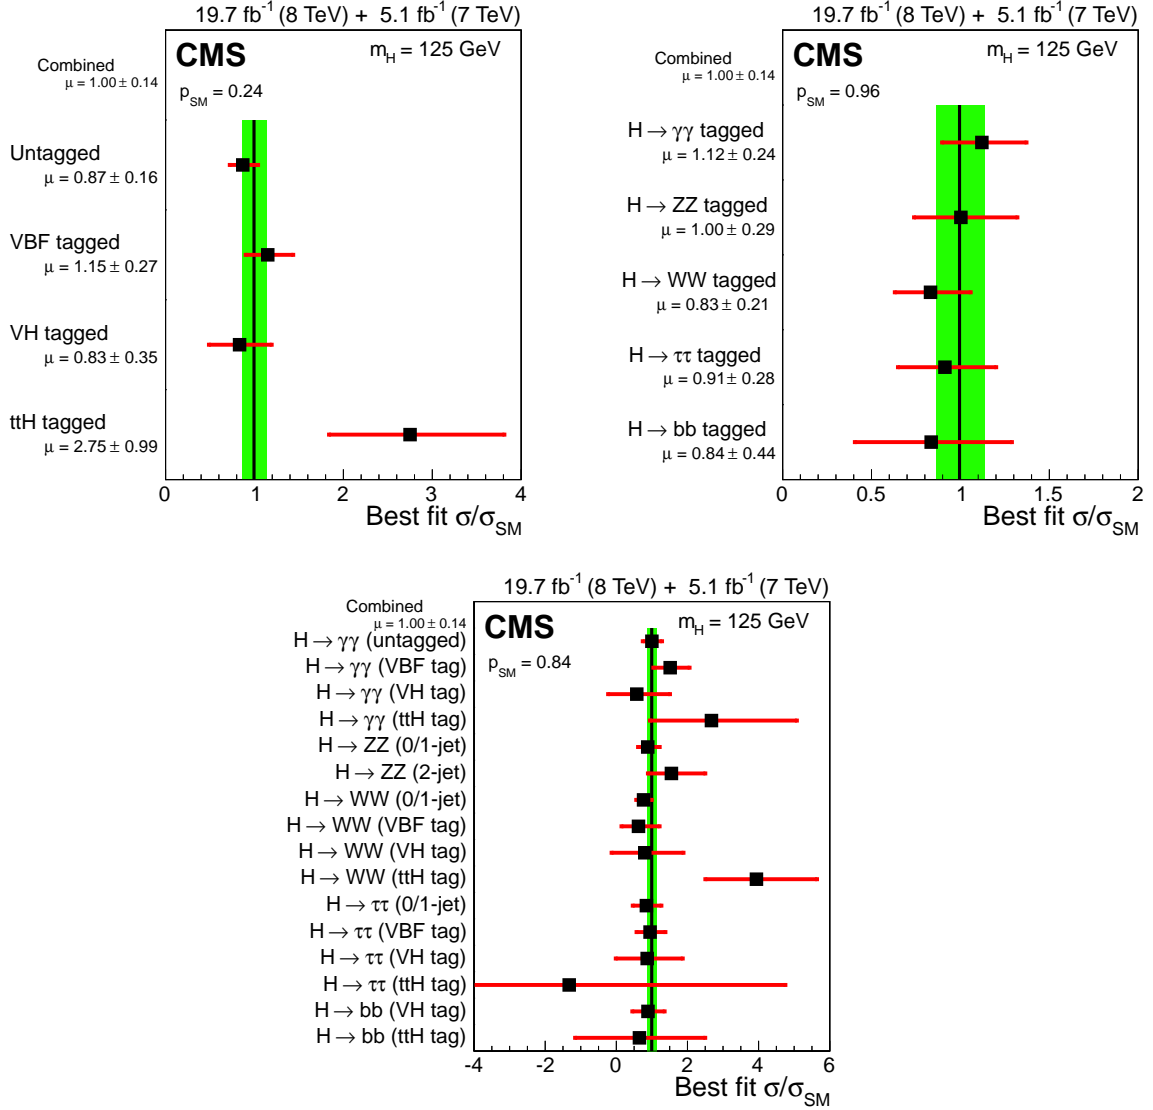 19.7 fb⁻¹ (8 TeV) + 5.1 fb⁻¹ (7 TeV)
CMS
m_H = 125 GeV
Combined
μ = 1.00 ± 0.14
p_SM = 0.24
Untagged
μ = 0.87 ± 0.16
VBF tagged
μ = 1.15 ± 0.27
VH tagged
μ = 0.83 ± 0.35
ttH tagged
μ = 2.75 ± 0.99
0 1 2 3 4
Best fit σ/σ_SM
19.7 fb⁻¹ (8 TeV) + 5.1 fb⁻¹ (7 TeV)
CMS
m_H = 125 GeV
Combined
μ = 1.00 ± 0.14
p_SM = 0.96
H → γγ tagged
μ = 1.12 ± 0.24
H → ZZ tagged
μ = 1.00 ± 0.29
H → WW tagged
μ = 0.83 ± 0.21
H → ττ tagged
μ = 0.91 ± 0.28
H → bb tagged
μ = 0.84 ± 0.44
0 0.5 1 1.5 2
Best fit σ/σ_SM
19.7 fb⁻¹ (8 TeV) + 5.1 fb⁻¹ (7 TeV)
Combined
μ = 1.00 ± 0.14
CMS
m_H = 125 GeV
p_SM = 0.84
H → γγ (untagged)
H → γγ (VBF tag)
H → γγ (VH tag)
H → γγ (ttH tag)
H → ZZ (0/1-jet)
H → ZZ (2-jet)
H → WW (0/1-jet)
H → WW (VBF tag)
H → WW (VH tag)
H → WW (ttH tag)
H → ττ (0/1-jet)
H → ττ (VBF tag)
H → ττ (VH tag)
H → ττ (ttH tag)
H → bb (VH tag)
H → bb (ttH tag)
-4 -2 0 2 4 6
Best fit σ/σ_SM